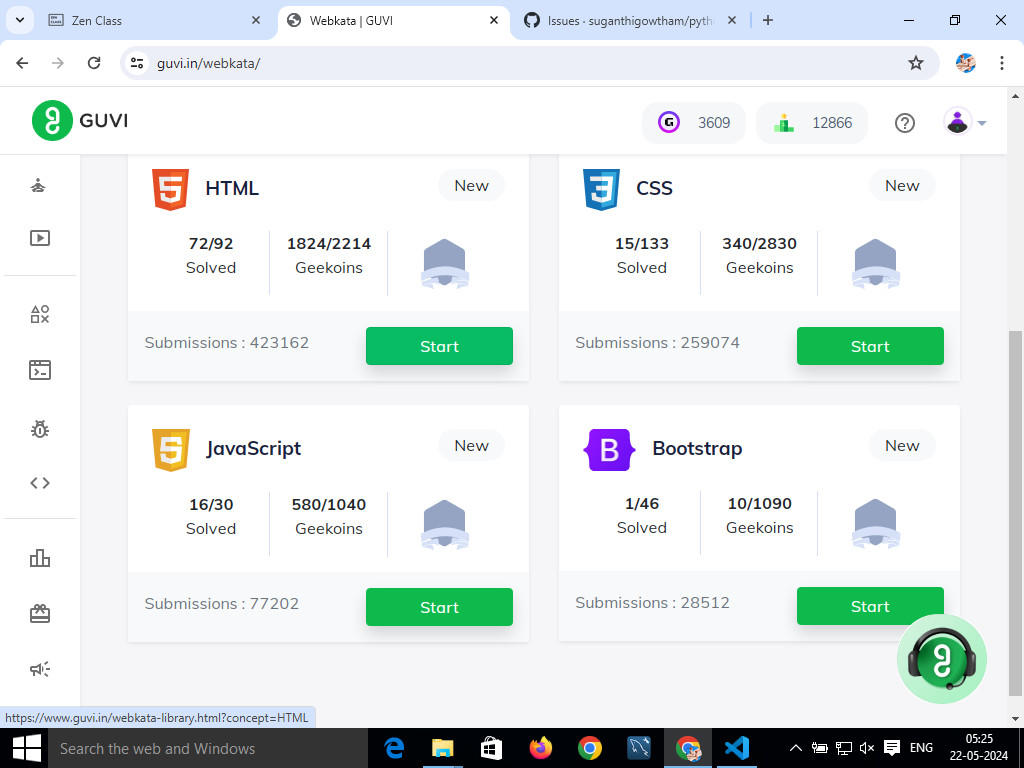 Zen Class
Webkata | GUVI
Issues · suganthigowtham/pyth
guvi.in/webkata/
GUVI
3609
12866
HTML
New
72/92
Solved
1824/2214
Geekoins
Submissions : 423162
Start
CSS
New
15/133
Solved
340/2830
Geekoins
Submissions : 259074
Start
JavaScript
New
16/30
Solved
580/1040
Geekoins
Submissions : 77202
Start
Bootstrap
New
1/46
Solved
10/1090
Geekoins
Submissions : 28512
Start
https://www.guvi.in/webkata-library.html?concept=HTML
Search the web and Windows
ENG
05:25
22-05-2024